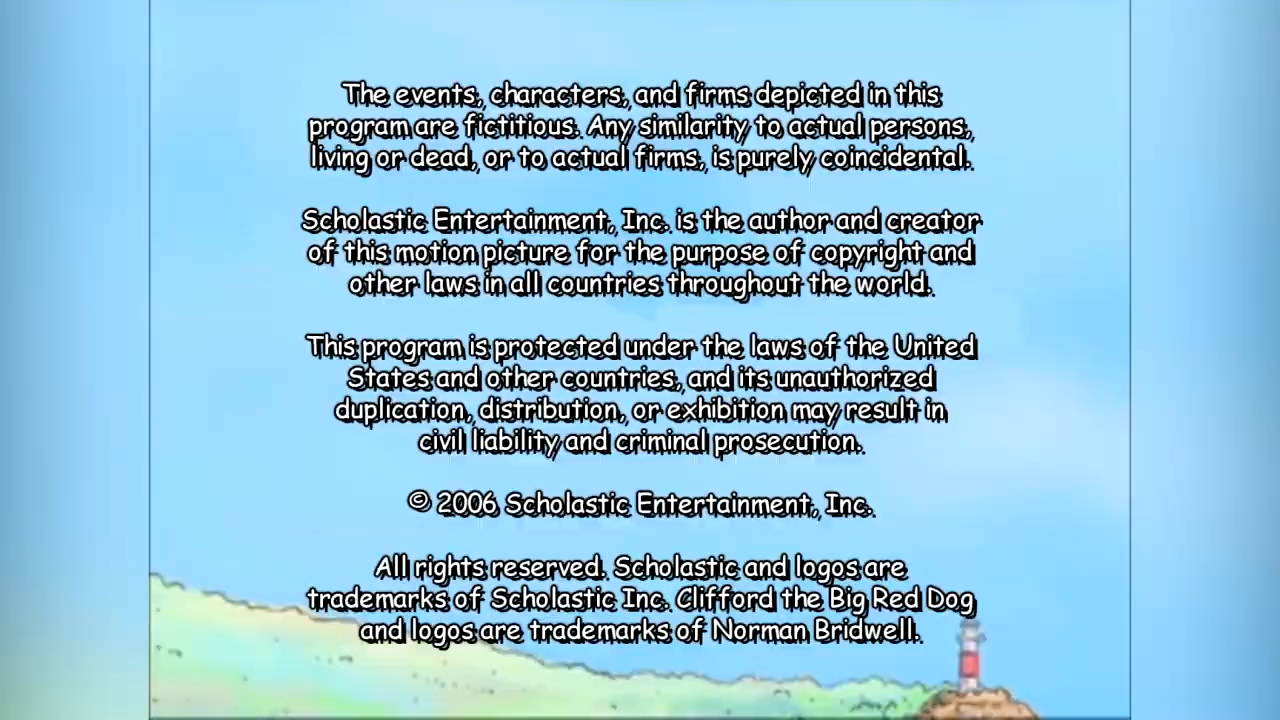 The events, characters, and firms depicted in this
program are fictitious. Any similarity to actual persons,
living or dead, or to actual firms, is purely coincidental.
Scholastic Entertainment, Inc. is the author and creator
of this motion picture for the purpose of copyright and
other laws in all countries throughout the world.
This program is protected under the laws of the United
States and other countries, and its unauthorized
duplication, distribution, or exhibition may result in
civil liability and criminal prosecution.
© 2006 Scholastic Entertainment, Inc.
All rights reserved. Scholastic and logos are
trademarks of Scholastic Inc. Clifford the Big Red Dog
and logos are trademarks of Norman Bridwell.